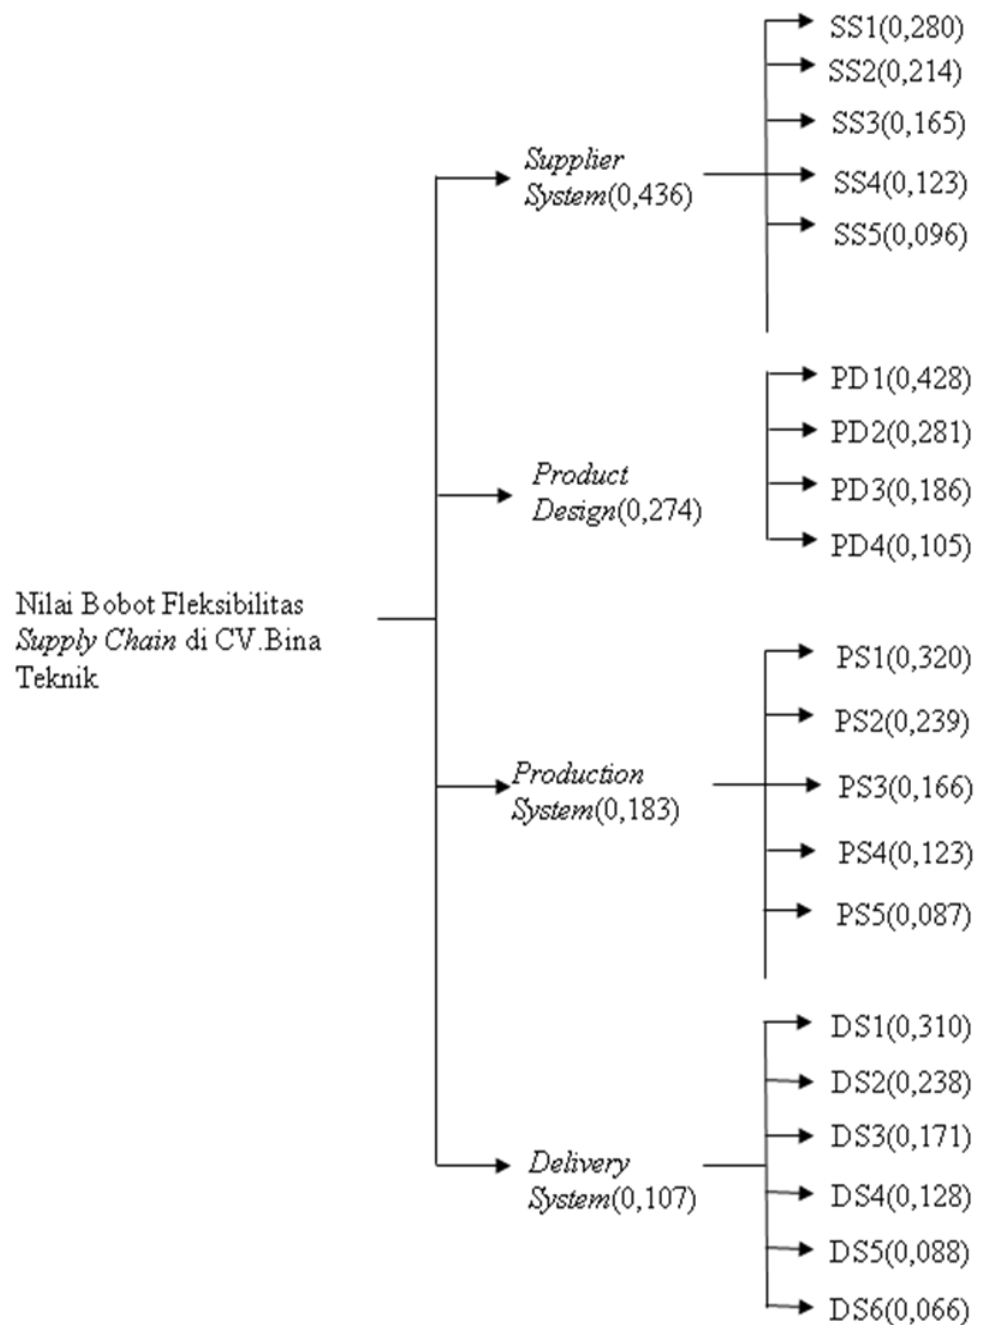 Nilai Bobot Fleksibilitas
Supply Chain di CV.Bina
Teknik
Supplier
System(0,436)
SS1(0,280)
SS2(0,214)
SS3(0,165)
SS4(0,123)
SS5(0,096)
Product
Design(0,274)
PD1(0,428)
PD2(0,281)
PD3(0,186)
PD4(0,105)
Production
System(0,183)
PS1(0,320)
PS2(0,239)
PS3(0,166)
PS4(0,123)
PS5(0,087)
Delivery
System(0,107)
DS1(0,310)
DS2(0,238)
DS3(0,171)
DS4(0,128)
DS5(0,088)
DS6(0,066)